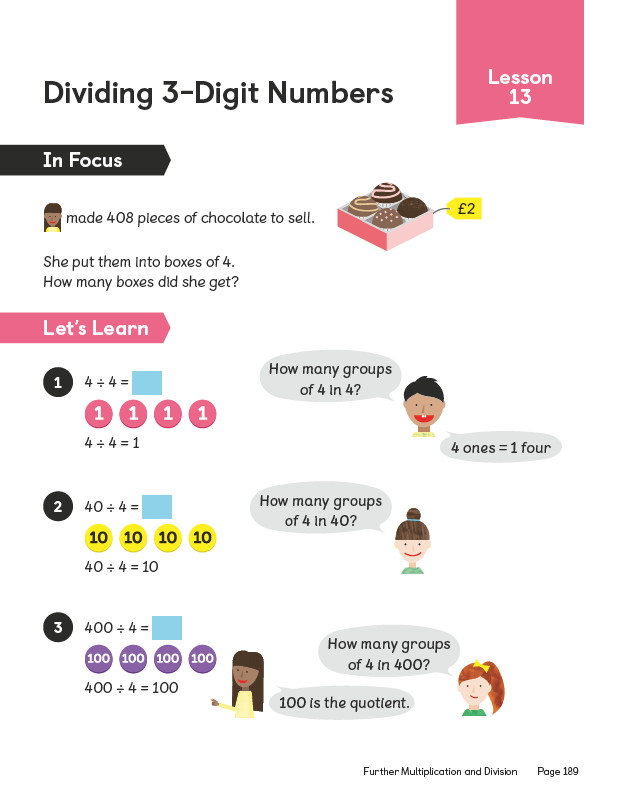 Lesson
13
Dividing 3-Digit Numbers
In Focus
made 408 pieces of chocolate to sell.
£2
She put them into boxes of 4.
How many boxes did she get?
Let's Learn
1
4 ÷ 4 =
How many groups
of 4 in 4?
1 1 1 1
4 ÷ 4 = 1
4 ones = 1 four
2
40 ÷ 4 =
How many groups
of 4 in 40?
10 10 10 10
40 ÷ 4 = 10
3
400 ÷ 4 =
How many groups
of 4 in 400?
100 100 100 100
400 ÷ 4 = 100
100 is the quotient.
Further Multiplication and Division Page 189